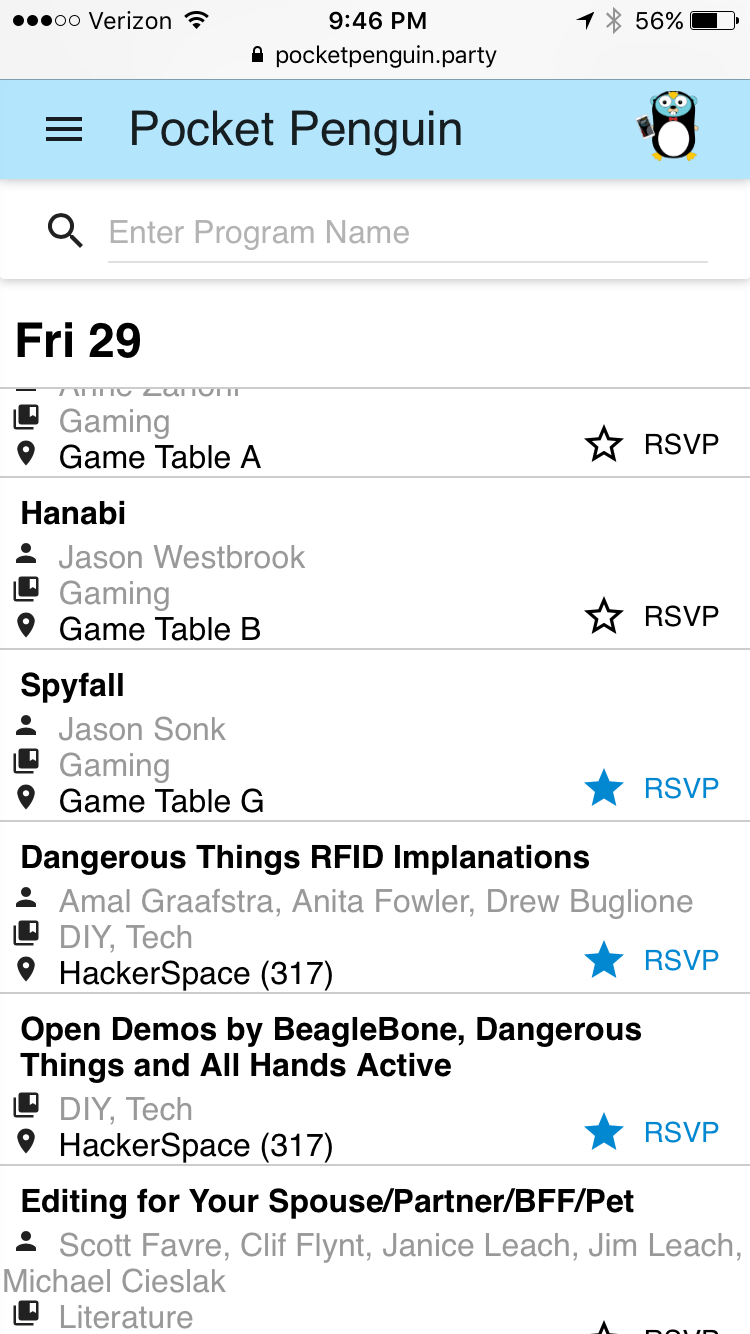 Verizon 9:46 PM 56%
pocketpenguin.party
Pocket Penguin
Enter Program Name
Fri 29
Gaming
Game Table A RSVP
Hanabi
Jason Westbrook
Gaming
Game Table B RSVP
Spyfall
Jason Sonk
Gaming
Game Table G RSVP
Dangerous Things RFID Implanations
Amal Graafstra, Anita Fowler, Drew Buglione
DIY, Tech
HackerSpace (317) RSVP
Open Demos by BeagleBone, Dangerous
Things and All Hands Active
DIY, Tech
HackerSpace (317) RSVP
Editing for Your Spouse/Partner/BFF/Pet
Scott Favre, Clif Flynt, Janice Leach, Jim Leach,
Michael Cieslak
Literature
RSVP